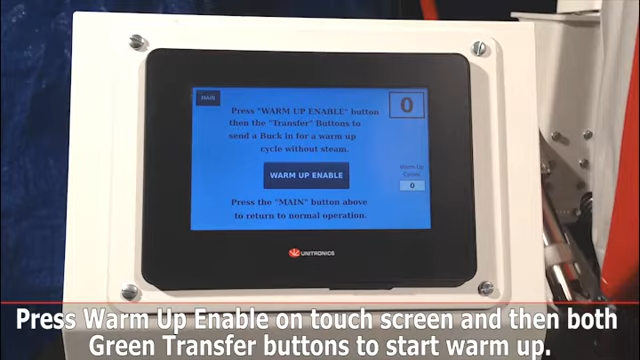 MAIN
0
Press "WARM UP ENABLE" button
then the "Transfer" Buttons to
send a Buck in for a warm up
cycle without steam.
WARM UP ENABLE
Warm Up
Cycles
0
Press the "MAIN" button above
to return to normal operation.
UNITRONICS
Press Warm Up Enable on touch screen and then both
Green Transfer buttons to start warm up.